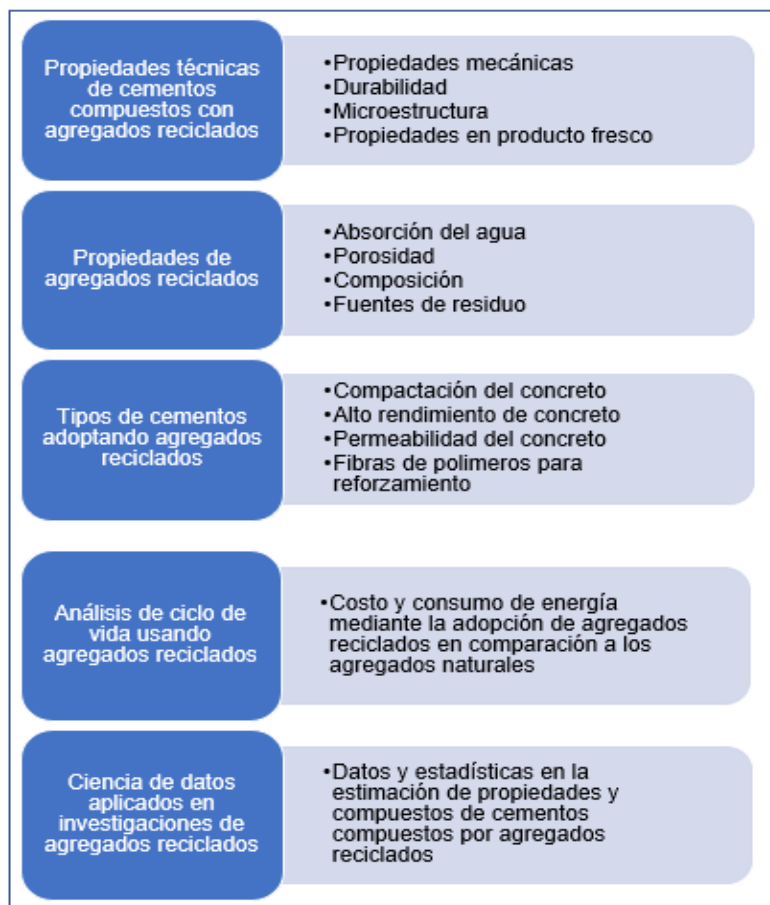 Propiedades técnicas
de cementos
compuestos con
agregados reciclados
•Propiedades mecánicas
•Durabilidad
•Microestructura
•Propiedades en producto fresco
Propiedades de
agregados reciclados
•Absorción del agua
•Porosidad
•Composición
•Fuentes de residuo
Tipos de cementos
adoptando agregados
reciclados
•Compactación del concreto
•Alto rendimiento de concreto
•Permeabilidad del concreto
•Fibras de polimeros para
reforzamiento
Análisis de ciclo de
vida usando
agregados reciclados
•Costo y consumo de energía
mediante la adopción de agregados
reciclados en comparación a los
agregados naturales
Ciencia de datos
aplicados en
investigaciones de
agregados reciclados
•Datos y estadísticas en la
estimación de propiedades y
compuestos de cementos
compuestos por agregados
reciclados